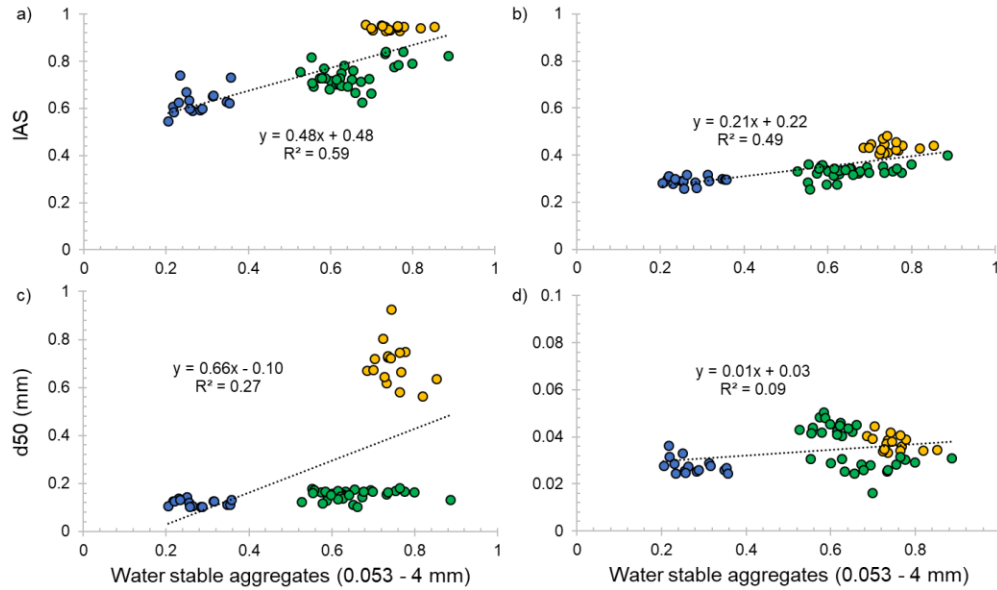 a)
1
0.8
0.6
0.4
0.2
0
IAS
y = 0.48x + 0.48
R² = 0.59
0 0.2 0.4 0.6 0.8 1
b)
1
0.8
0.6
0.4
0.2
0
y = 0.21x + 0.22
R² = 0.49
0 0.2 0.4 0.6 0.8 1
c)
1
0.8
0.6
0.4
0.2
0
d50 (mm)
y = 0.66x - 0.10
R² = 0.27
0 0.2 0.4 0.6 0.8 1
Water stable aggregates (0.053 - 4 mm)
d)
0.1
0.08
0.06
0.04
0.02
0
y = 0.01x + 0.03
R² = 0.09
0 0.2 0.4 0.6 0.8
Water stable aggregates (0.053 - 4 mm)